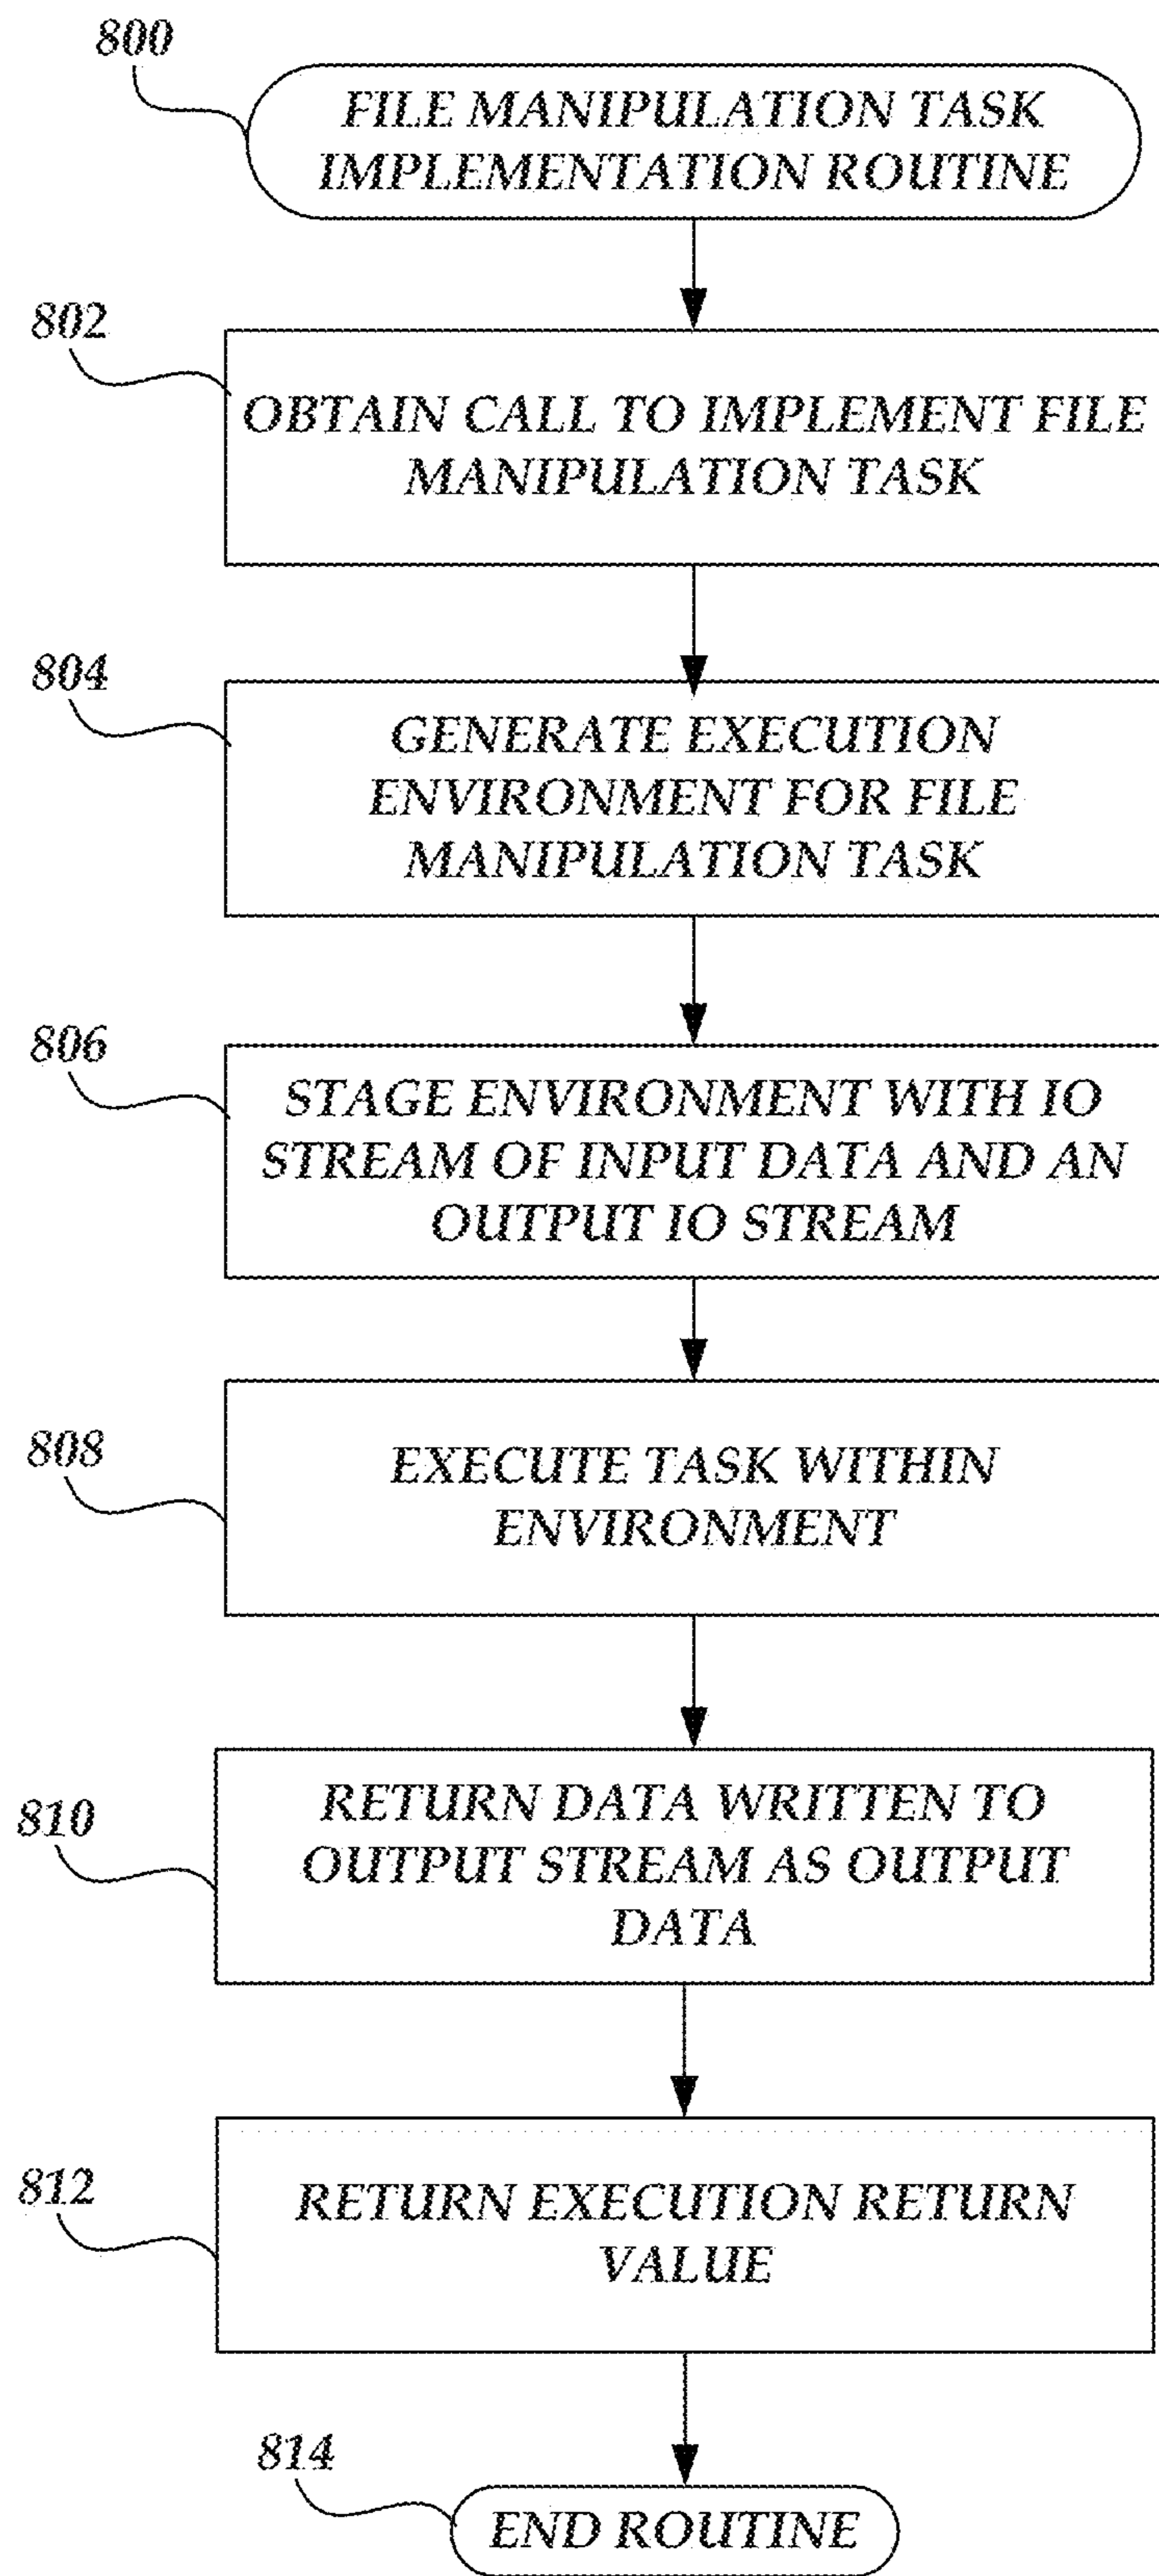 800
FILE MANIPULATION TASK
IMPLEMENTATION ROUTINE
802
OBTAIN CALL TO IMPLEMENT FILE
MANIPULATION TASK
804
GENERATE EXECUTION
ENVIRONMENT FOR FILE
MANIPULATION TASK
806
STAGE ENVIRONMENT WITH IO
STREAM OF INPUT DATA AND AN
OUTPUT IO STREAM
808
EXECUTE TASK WITHIN
ENVIRONMENT
810
RETURN DATA WRITTEN TO
OUTPUT STREAM AS OUTPUT
DATA
812
RETURN EXECUTION RETURN
VALUE
814
END ROUTINE